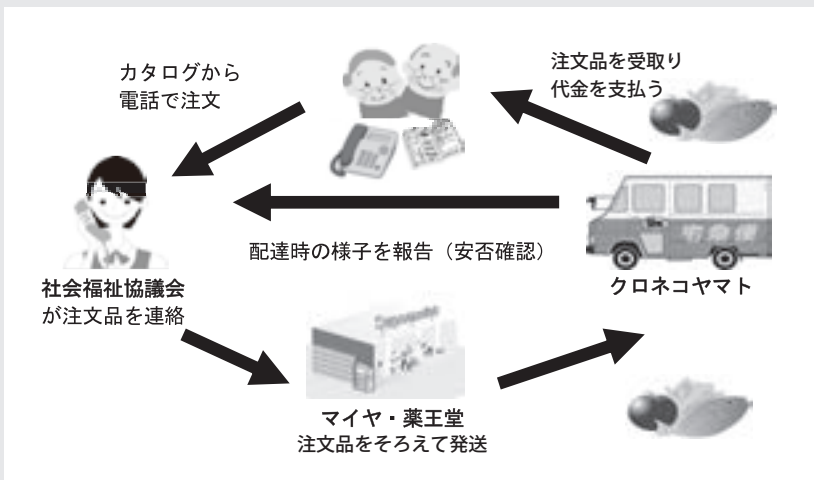 カタログから
電話で注文
注文品を受取り
代金を支払う
配達時の様子を報告（安否確認）
社会福祉協議会
が注文品を連絡
クロネコヤマト
マイヤ・薬王堂
注文品をそろえて発送